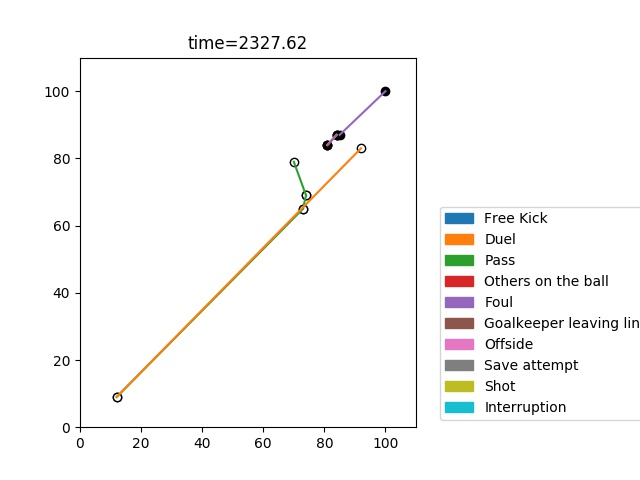 time=2327.62
100
80
60
40
20
0
0 20 40 60 80 100
Free Kick
Duel
Pass
Others on the ball
Foul
Goalkeeper leaving lin
Offside
Save attempt
Shot
Interruption